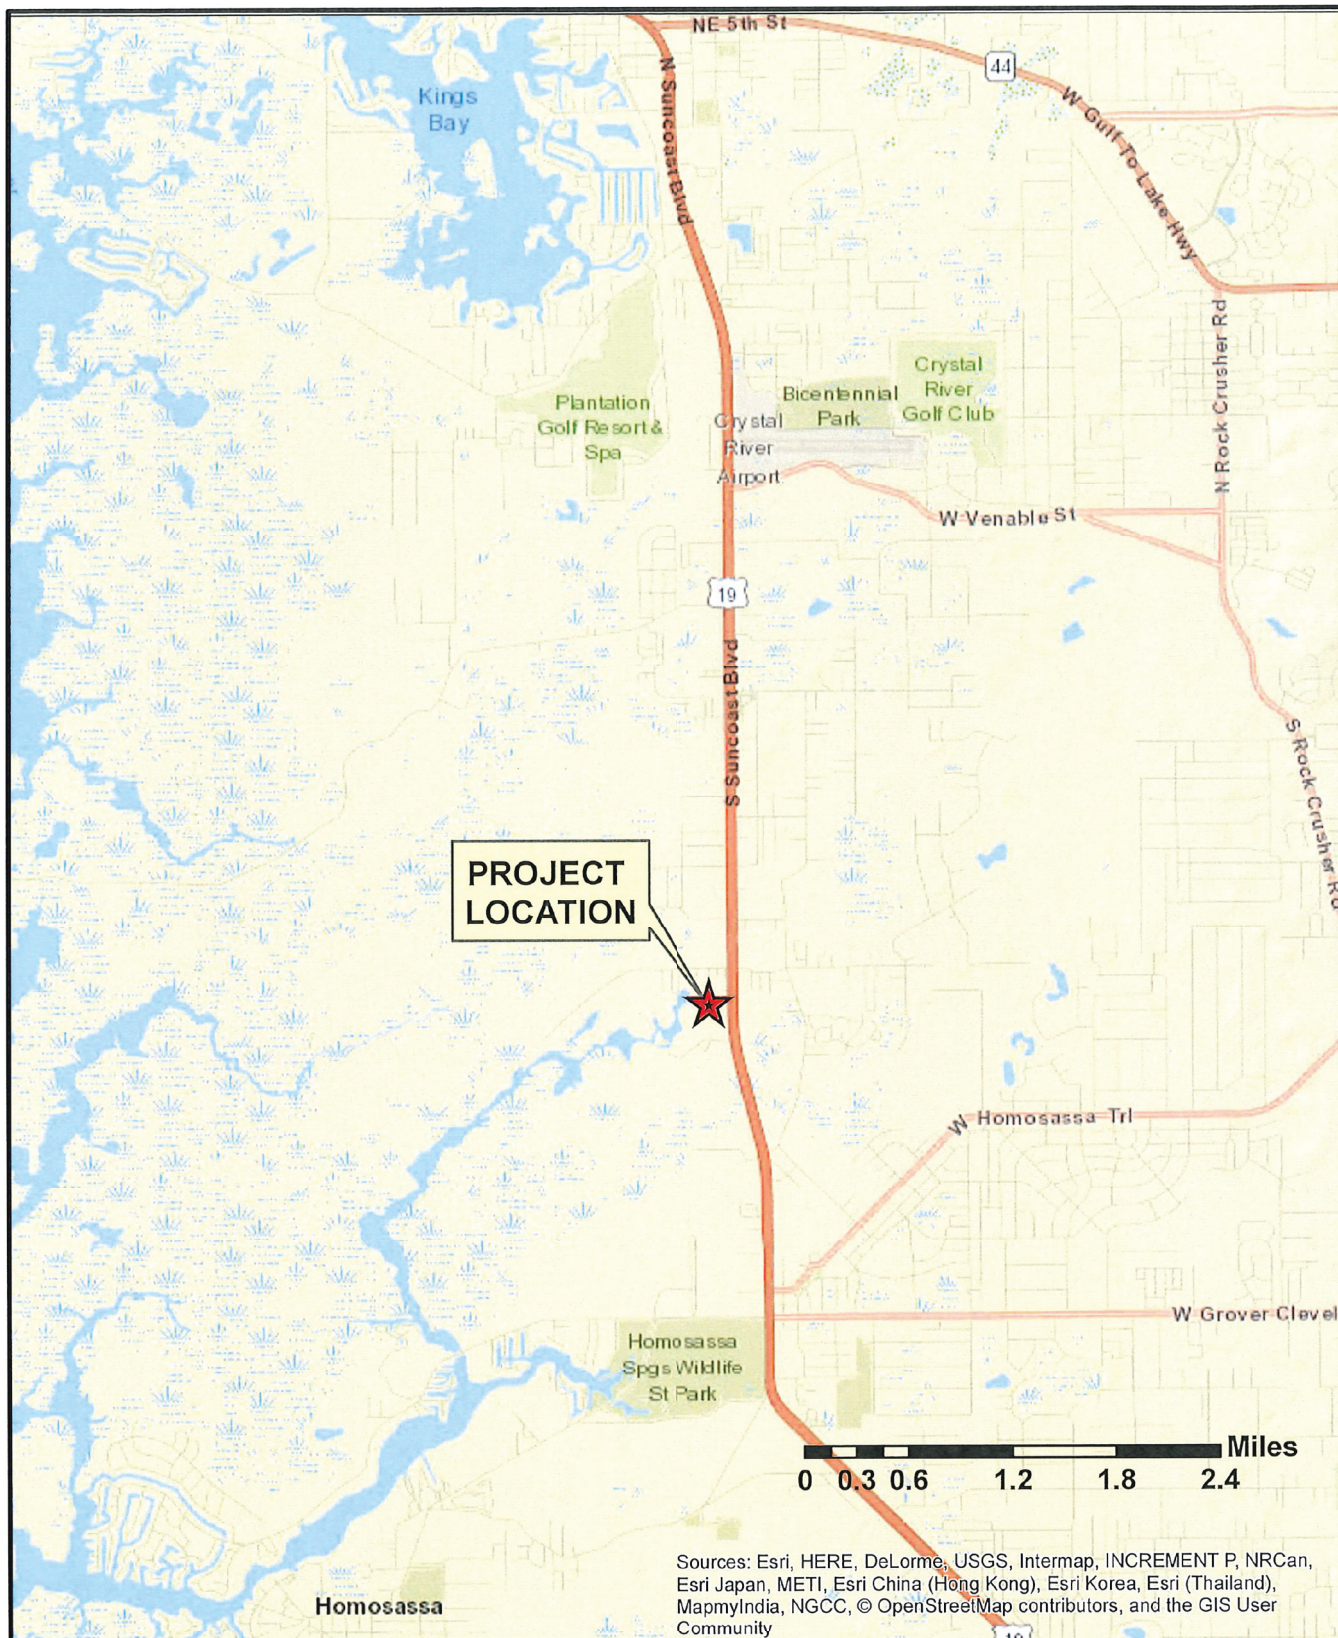 NE 5th St
44
N Suncoast Blvd
Kings
Bay
W Gulf To Lake Hwy
N Rock Crusher Rd
Crystal
River
Golf Club
Bicentennial
Park
Plantation
Golf Resort &
Spa
Crystal
River
Airport
W Venable St
19
S Suncoast Blvd
S Rock Crusher Rd
PROJECT
LOCATION
W Homosassa Trl
W Grover Clevel
Homosassa
Spgs Wildlife
St Park
Miles
0 0.3 0.6 1.2 1.8 2.4
Sources: Esri, HERE, DeLorme, USGS, Intermap, INCREMENT P, NRCan,
Esri Japan, METI, Esri China (Hong Kong), Esri Korea, Esri (Thailand),
MapmyIndia, NGCC, © OpenStreetMap contributors, and the GIS User
Community
Homosassa
19